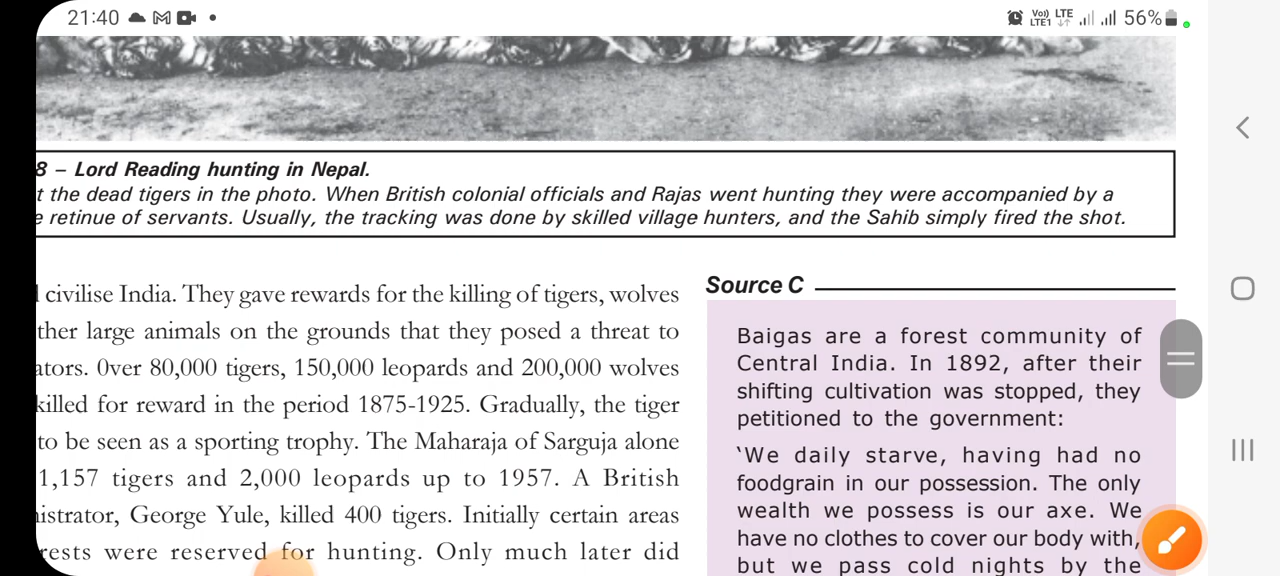 21:40
Vo)) LTE
LTE1
56%
8 – Lord Reading hunting in Nepal.
t the dead tigers in the photo. When British colonial officials and Rajas went hunting they were accompanied by a
e retinue of servants. Usually, the tracking was done by skilled village hunters, and the Sahib simply fired the shot.
l civilise India. They gave rewards for the killing of tigers, wolves
ther large animals on the grounds that they posed a threat to
ators. 0ver 80,000 tigers, 150,000 leopards and 200,000 wolves
killed for reward in the period 1875-1925. Gradually, the tiger
to be seen as a sporting trophy. The Maharaja of Sarguja alone
1,157 tigers and 2,000 leopards up to 1957. A British
nistrator, George Yule, killed 400 tigers. Initially certain areas
rests were reserved for hunting. Only much later did
Source C
Baigas are a forest community of
Central India. In 1892, after their
shifting cultivation was stopped, they
petitioned to the government:
‘We daily starve, having had no
foodgrain in our possession. The only
wealth we possess is our axe. We
have no clothes to cover our body with,
but we pass cold nights by the